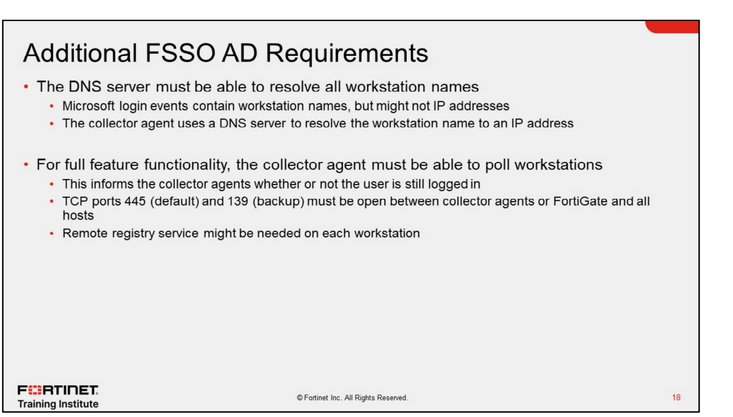 Additional FSSO AD Requirements
• The DNS server must be able to resolve all workstation names
• Microsoft login events contain workstation names, but might not IP addresses
• The collector agent uses a DNS server to resolve the workstation name to an IP address
• For full feature functionality, the collector agent must be able to poll workstations
• This informs the collector agents whether or not the user is still logged in
• TCP ports 445 (default) and 139 (backup) must be open between collector agents or FortiGate and all
hosts
• Remote registry service might be needed on each workstation
FORTINET
Training Institute
© Fortinet Inc. All Rights Reserved.
18